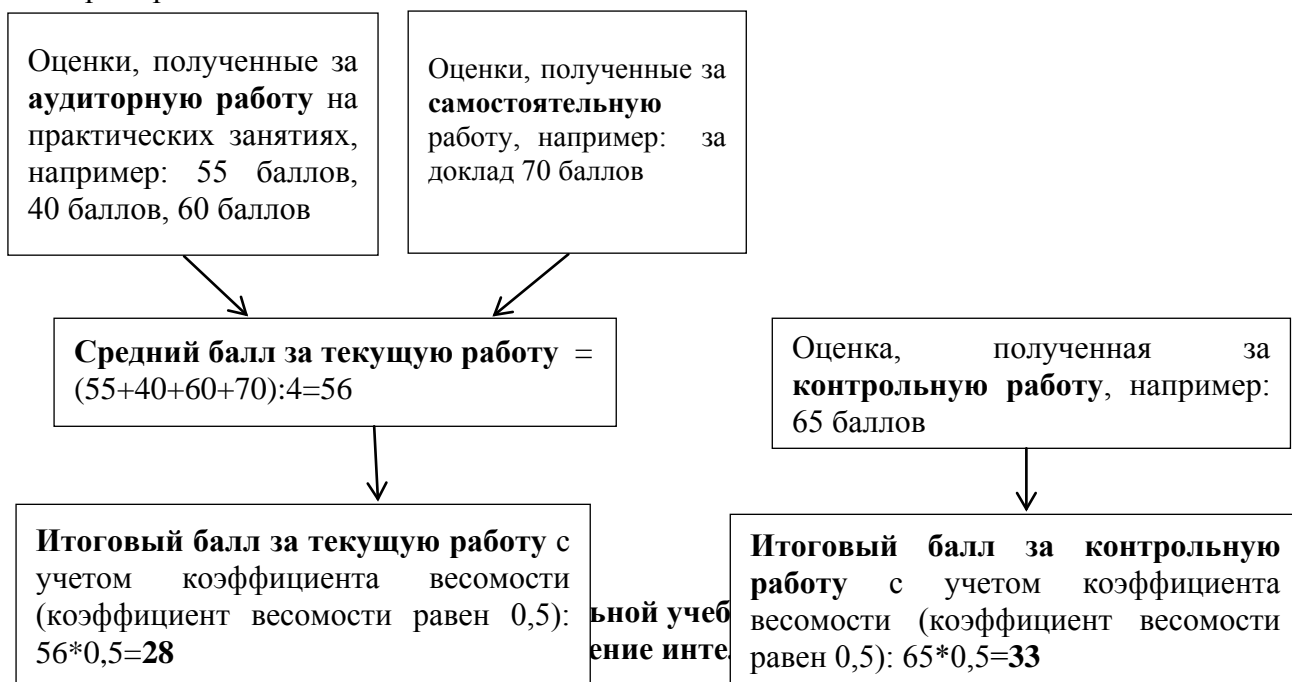 Оценки, полученные за
аудиторную работу на
практических занятиях,
например: 55 баллов,
40 баллов, 60 баллов
Оценки, полученные за
самостоятельную
работу, например: за
доклад 70 баллов
Средний балл за текущую работу =
(55+40+60+70):4=56
Оценка, полученная за
контрольную работу, например:
65 баллов
Итоговый балл за текущую работу с
учетом коэффициента весомости
(коэффициент весомости равен 0,5):
56*0,5=28
ьной учеб
ение инте
Итоговый балл за контрольную
работу с учетом коэффициента
весомости (коэффициент весомости
равен 0,5): 65*0,5=33